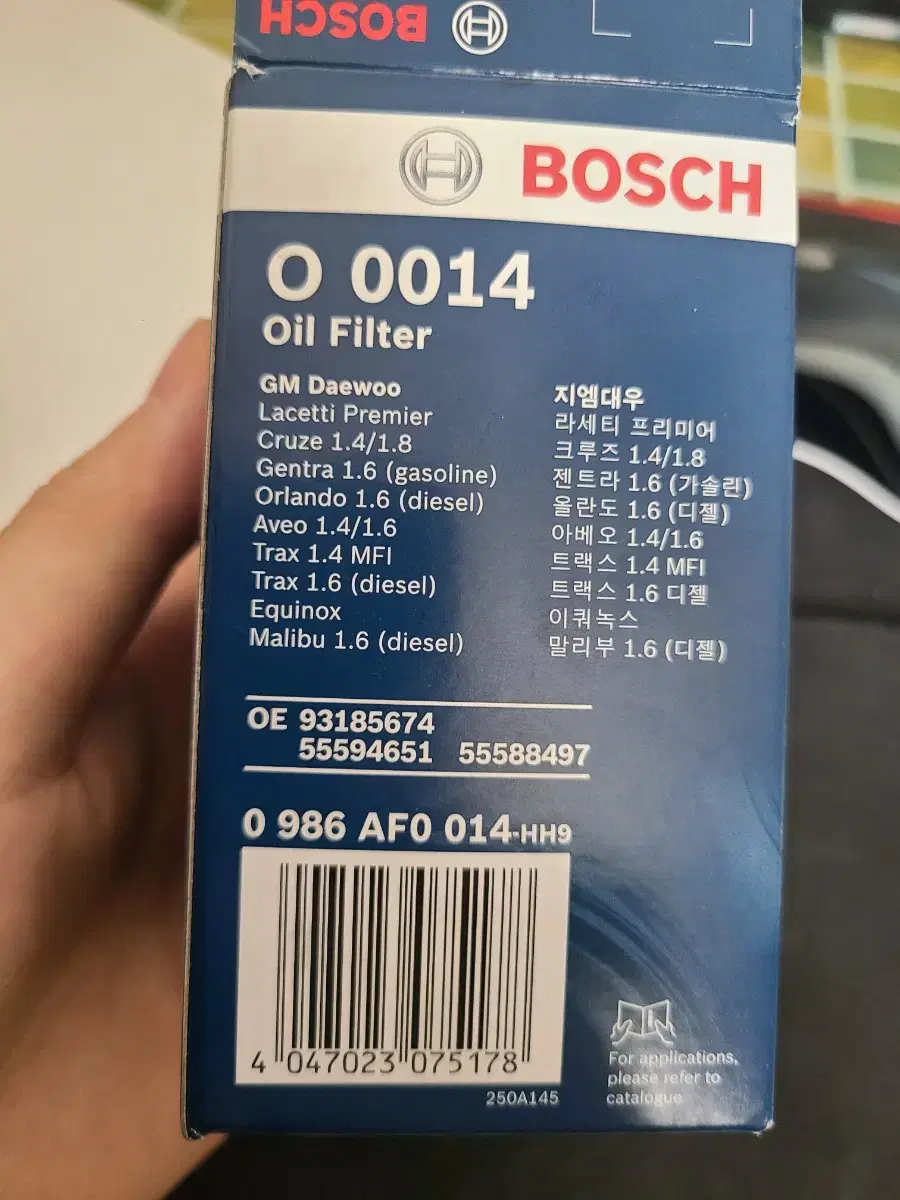 BOSCH
BOSCH
O 0014
Oil Filter
GM Daewoo
Lacetti Premier
Cruze 1.4/1.8
Gentra 1.6 (gasoline)
Orlando 1.6 (diesel)
Aveo 1.4/1.6
Trax 1.4 MFI
Trax 1.6 (diesel)
Equinox
Malibu 1.6 (diesel)
지엠대우
라세티 프리미어
크루즈 1.4/1.8
젠트라 1.6 (가솔린)
올란도 1.6 (디젤)
아베오 1.4/1.6
트랙스 1.4 MFI
트랙스 1.6 디젤
이쿼녹스
말리부 1.6 (디젤)
OE 93185674
55594651 55588497
0 986 AF0 014-HH9
4 047023 075178
250A145
For applications,
please refer to
catalogue